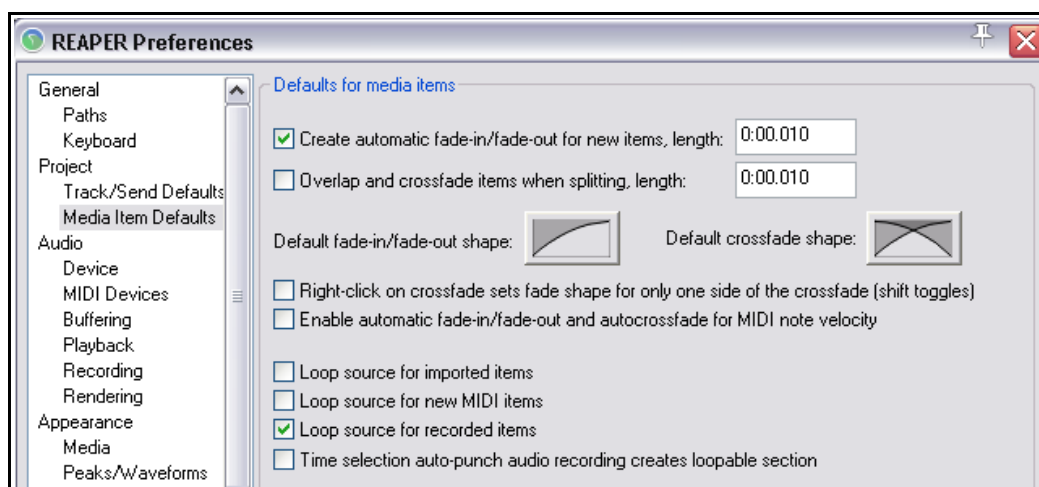 REAPER Preferences
General
Paths
Keyboard
Project
Track/Send Defaults
Media Item Defaults
Audio
Device
MIDI Devices
Buffering
Playback
Recording
Rendering
Appearance
Media
Peaks/Waveforms
Defaults for media items
Create automatic fade-in/fade-out for new items, length: 0:00.010
Overlap and crossfade items when splitting, length: 0:00.010
Default fade-in/fade-out shape: Default crossfade shape:
Right-click on crossfade sets fade shape for only one side of the crossfade (shift toggles)
Enable automatic fade-in/fade-out and autocrossfade for MIDI note velocity
Loop source for imported items
Loop source for new MIDI items
Loop source for recorded items
Time selection auto-punch audio recording creates loopable section